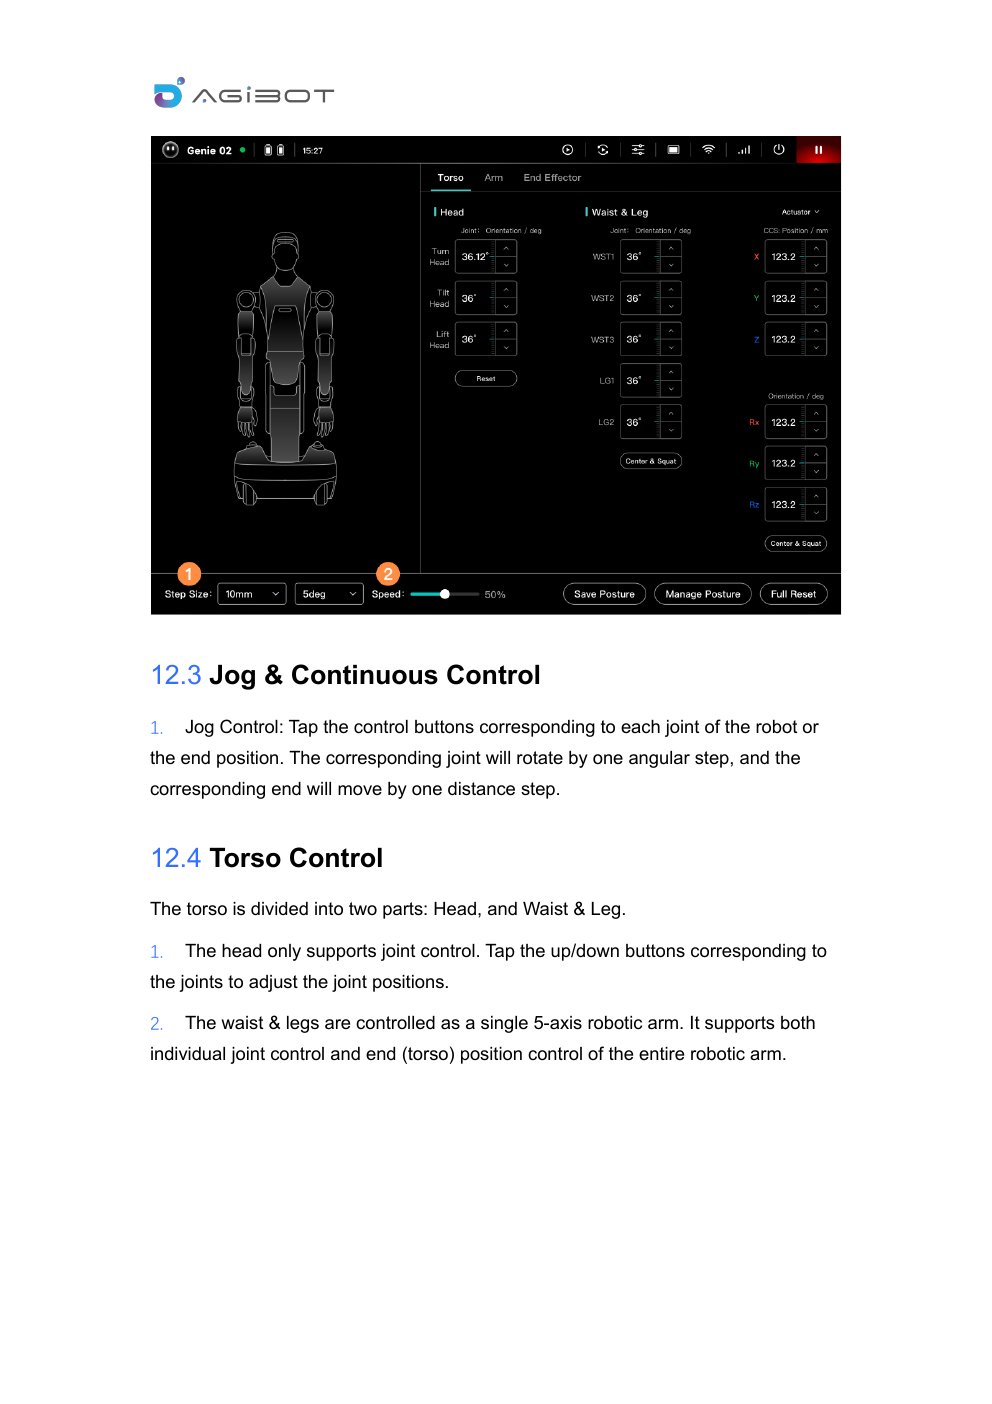 AGIBOT
Genie 02 15:27
Torso Arm End Effector
Head
Joint: Orientation / deg
Turn Head 36.12°
Tilt Head 36°
Lift Head 36°
Reset
Waist & Leg
Joint: Orientation / deg
WST1 36°
WST2 36°
WST3 36°
LG1 36°
LG2 36°
Center & Squat
Actuator
CCS: Position / mm
X 123.2
Y 123.2
Z 123.2
Orientation / deg
Rx 123.2
Ry 123.2
Rz 123.2
Center & Squat
1 2
Step Size: 10mm 5deg Speed: 50% Save Posture Manage Posture Full Reset
12.3 Jog & Continuous Control
1. Jog Control: Tap the control buttons corresponding to each joint of the robot or
the end position. The corresponding joint will rotate by one angular step, and the
corresponding end will move by one distance step.
12.4 Torso Control
The torso is divided into two parts: Head, and Waist & Leg.
1. The head only supports joint control. Tap the up/down buttons corresponding to
the joints to adjust the joint positions.
2. The waist & legs are controlled as a single 5-axis robotic arm. It supports both
individual joint control and end (torso) position control of the entire robotic arm.